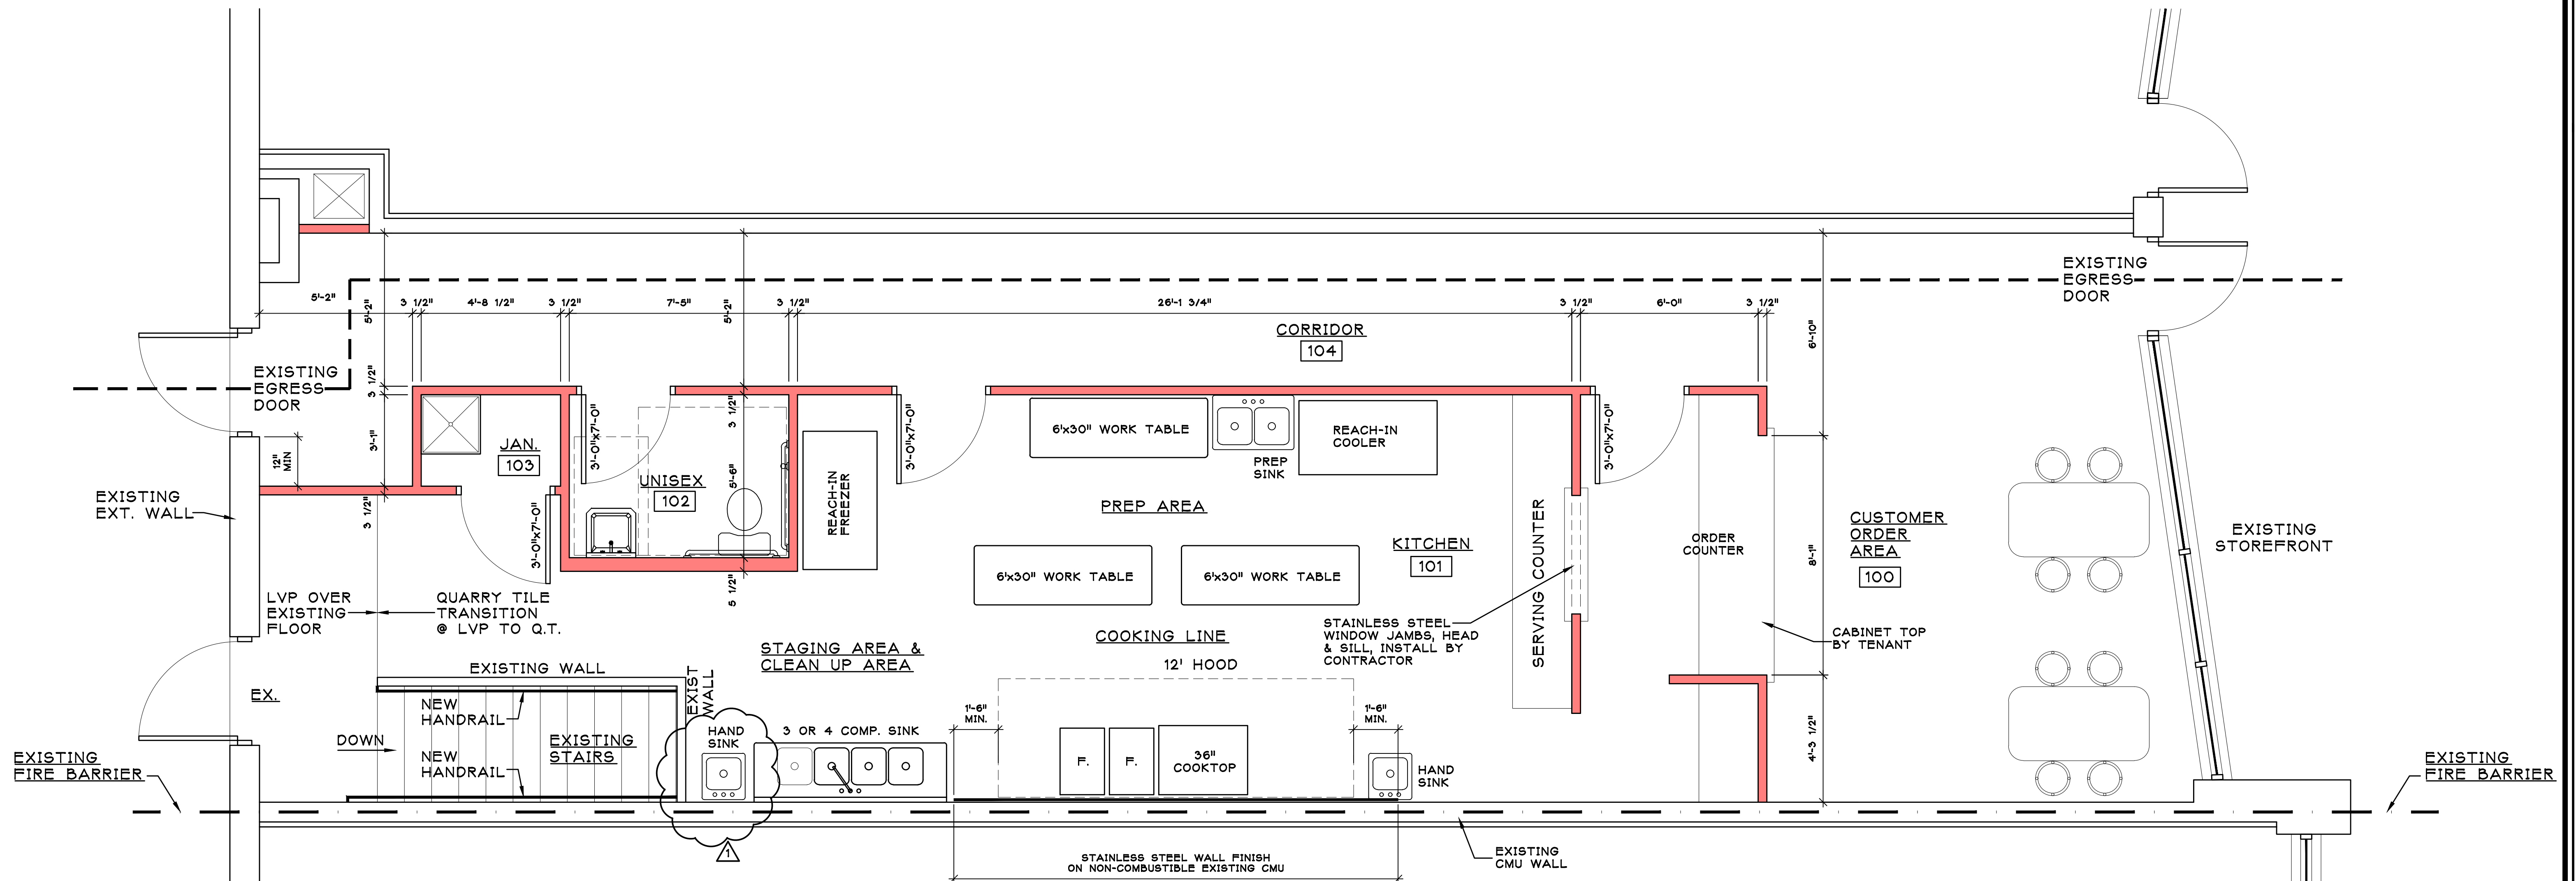 EXISTING
EGRESS
DOOR
5'-2"
3 1/2"
4'-8 1/2"
3 1/2"
7'-5"
3 1/2"
26'-1 3/4"
3 1/2"
6'-0"
3 1/2"
5'-2"
5'-2"
6'-10"
CORRIDOR
104
EXISTING
EGRESS
DOOR
3 1/2"
3'-1"
3 1/2"
12"
MIN
JAN.
103
3'-0"x7'-0"
3'-0"x7'-0"
UNISEX
102
3 1/2"
5'-6"
5 1/2"
REACH-IN
FREEZER
3'-0"x7'-0"
6'x30" WORK TABLE
PREP
SINK
REACH-IN
COOLER
3'-0"x7'-0"
EXISTING
EXT. WALL
PREP AREA
KITCHEN
101
SERVING COUNTER
ORDER
COUNTER
8'-1"
CUSTOMER
ORDER
AREA
100
EXISTING
STOREFRONT
6'x30" WORK TABLE
6'x30" WORK TABLE
LVP OVER
EXISTING
FLOOR
QUARRY TILE
TRANSITION
@ LVP TO Q.T.
STAGING AREA &
CLEAN UP AREA
COOKING LINE
12' HOOD
STAINLESS STEEL
WINDOW JAMBS, HEAD
& SILL, INSTALL BY
CONTRACTOR
CABINET TOP
BY TENANT
EXISTING WALL
EXIST
WALL
EX.
NEW
HANDRAIL
DOWN
EXISTING
STAIRS
NEW
HANDRAIL
HAND
SINK
3 OR 4 COMP. SINK
1'-6"
MIN.
1'-6"
MIN.
F.
F.
36"
COOKTOP
HAND
SINK
4'-3 1/2"
EXISTING
FIRE BARRIER
EXISTING
FIRE BARRIER
1
STAINLESS STEEL WALL FINISH
ON NON-COMBUSTIBLE EXISTING CMU
EXISTING
CMU WALL